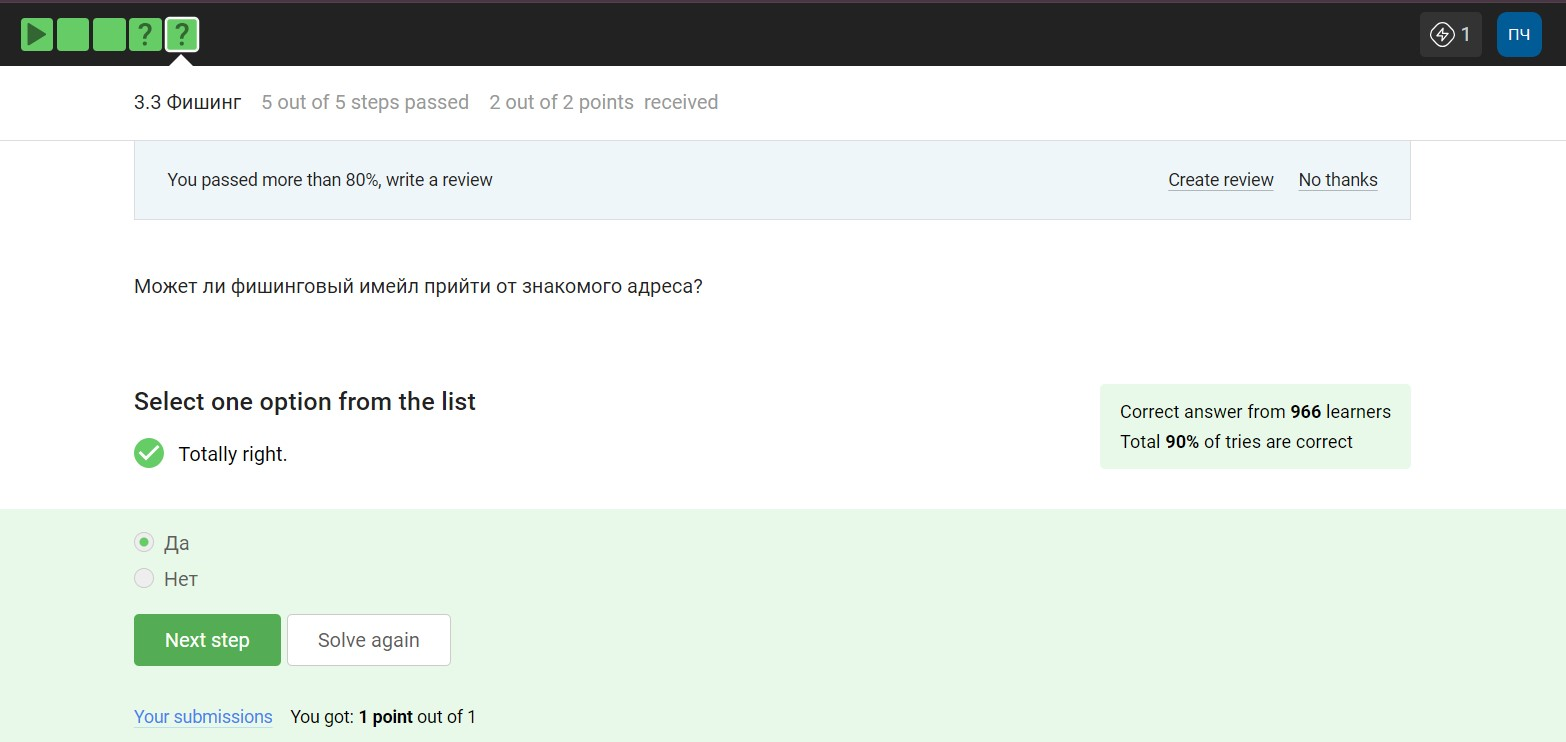 ? ? 1 ПЧ
3.3 Фишинг 5 out of 5 steps passed 2 out of 2 points received
You passed more than 80%, write a review Create review No thanks
Может ли фишинговый имейл прийти от знакомого адреса?
Select one option from the list
Totally right.
Correct answer from 966 learners
Total 90% of tries are correct
Да
Нет
Next step Solve again
Your submissions You got: 1 point out of 1